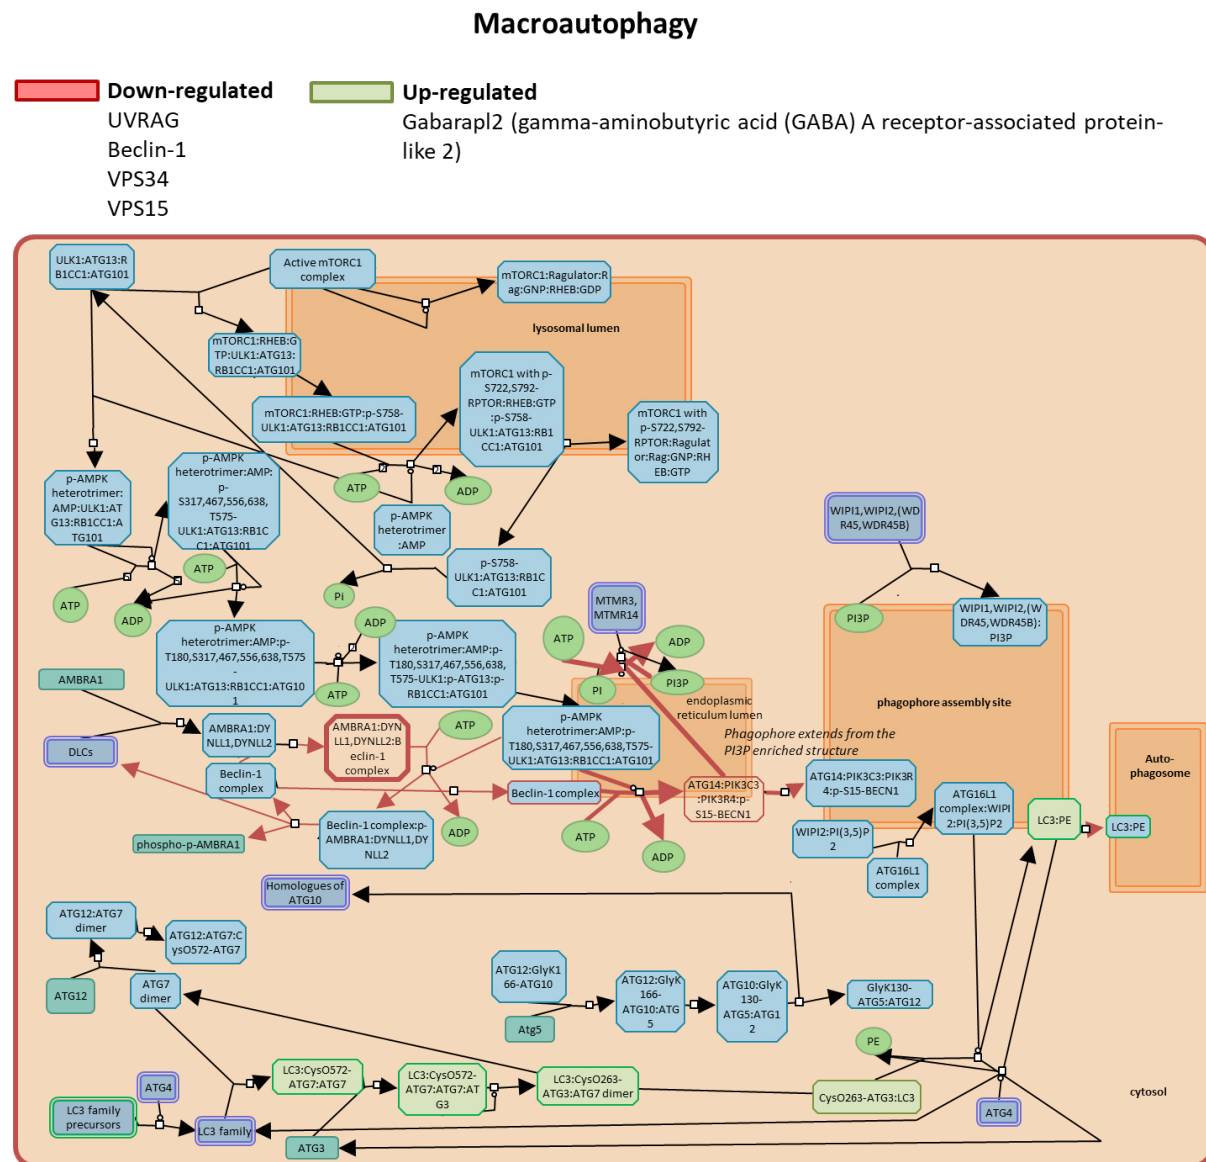 Macroautophagy
Down-regulated
UVRAG
Beclin-1
VPS34
VPS15
Up-regulated
Gabarapl2 (gamma-aminobutyric acid (GABA) A receptor-associated protein-
like 2)
ULK1:ATG13:R
B1CC1:ATG101
Active mTORC1
complex
mTORC1:Ragulator:R
ag:GNP:RHEB:GDP
lysosomal lumen
mTORC1:RHEB:G
TP:ULK1:ATG13:
RB1CC1:ATG101
mTORC1:RHEB:GTP:p-S758-
ULK1:ATG13:RB1CC1:ATG101
mTORC1 with p-
S722,S792-
RPTOR:RHEB:GTP
:p-S758-
ULK1:ATG13:RB1
CC1:ATG101
mTORC1 with
p-S722,S792-
RPTOR:Ragulat
or:Rag:GNP:RH
EB:GTP
p-AMPK
heterotrimer:
AMP:ULK1:AT
G13:RB1CC1:A
TG101
p-AMPK
heterotrimer:AMP:
p-
S317,467,556,638,
T575-
ULK1:ATG13:RB1C
C1:ATG101
ATP
ADP
p-AMPK
heterotrimer
:AMP
p-S758-
ULK1:ATG13:RB1C
C1:ATG101
Pi
ATP
ATP
ADP
WIPI1,WIPI2,(WD
R45,WDR45B)
PI3P
WIPI1,WIPI2,(W
DR45,WDR45B):
PI3P
MTMR3,
MTMR14
ATP
ADP
PI
PI3P
p-AMPK
heterotrimer:AMP:p-
T180,S317,467,556,638,T575
-
ULK1:ATG13:RB1CC1:ATG10
1
ADP
ATP
p-AMPK
heterotrimer:AMP:p-
T180,S317,467,556,638,
T575-ULK1:p-ATG13:p-
RB1CC1:ATG101
p-AMPK
heterotrimer:AMP:p-
T180,S317,467,556,638,T575-
ULK1:ATG13:RB1CC1:ATG101
endoplasmic
reticulum lumen
Phagophore extends from the
PI3P enriched structure
phagophore assembly site
Auto-
phagosome
AMBRA1
DLCs
AMBRA1:DY
NLL1,DYNLL2
AMBRA1:DYN
LL1,DYNLL2:B
eclin-1
complex
ATP
Beclin-1
complex
Beclin-1 complex
ATG14:PIK3C3
:PIK3R4:p-
S15-BECN1
ATG14:PIK3C3:PIK3R
4:p-S15-BECN1
ATG16L1
complex:WIPI
2:PI(3,5)P2
LC3:PE
LC3:PE
phospho-p-AMBRA1
Beclin-1 complex:p-
AMBRA1:DYNLL1,DY
NLL2
ADP
ATP
ADP
WIPI2:PI(3,5)P
2
ATG16L1
complex
Homologues of
ATG10
ATG12:ATG7
dimer
ATG12:ATG7:C
ysO572-ATG7
ATG12
ATG7
dimer
ATG12:GlyK1
66-ATG10
Atg5
ATG12:GlyK
166-
ATG10:ATG
5
ATG10:GlyK
130-
ATG5:ATG1
2
GlyK130-
ATG5:ATG12
PE
LC3:CysO572-
ATG7:ATG7
LC3:CysO572-
ATG7:ATG7:AT
G3
LC3:CysO263-
ATG3:ATG7 dimer
CysO263-ATG3:LC3
cytosol
ATG4
LC3 family
precursors
LC3 family
ATG3
ATG4